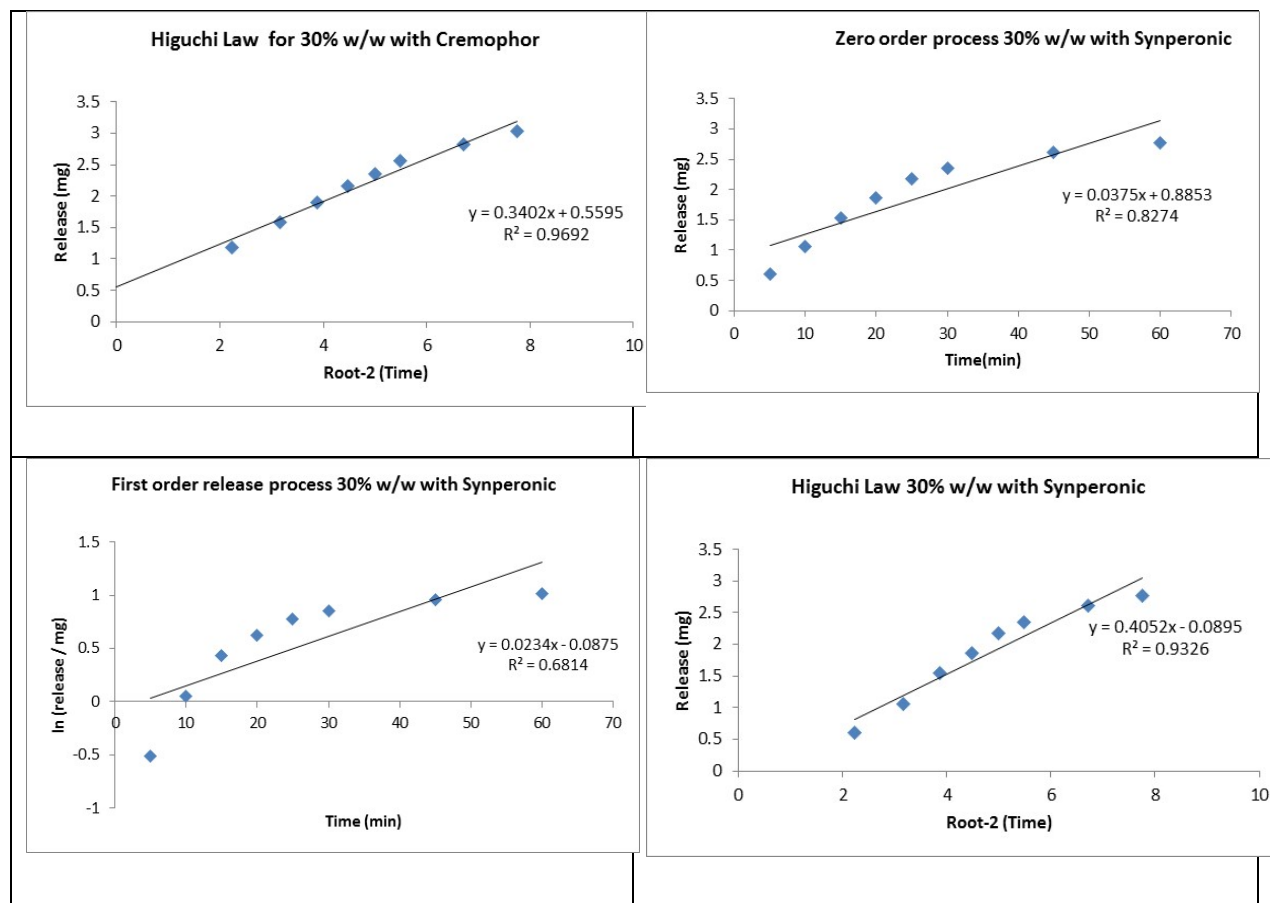 Higuchi Law for 30% w/w with Cremophor
3.5
3
2.5
2
1.5
1
0.5
0
Release (mg)
y = 0.3402x + 0.5595
R² = 0.9692
0 2 4 6 8 10
Root-2 (Time)
Zero order process 30% w/w with Synperonic
3.5
3
2.5
2
1.5
1
0.5
0
Release (mg)
y = 0.0375x + 0.8853
R² = 0.8274
0 10 20 30 40 50 60 70
Time(min)
First order release process 30% w/w with Synperonic
1.5
1
0.5
0
-0.5
-1
ln (release / mg)
y = 0.0234x - 0.0875
R² = 0.6814
0 10 20 30 40 50 60 70
Time (min)
Higuchi Law 30% w/w with Synperonic
3.5
3
2.5
2
1.5
1
0.5
0
Release (mg)
y = 0.4052x - 0.0895
R² = 0.9326
0 2 4 6 8 10
Root-2 (Time)